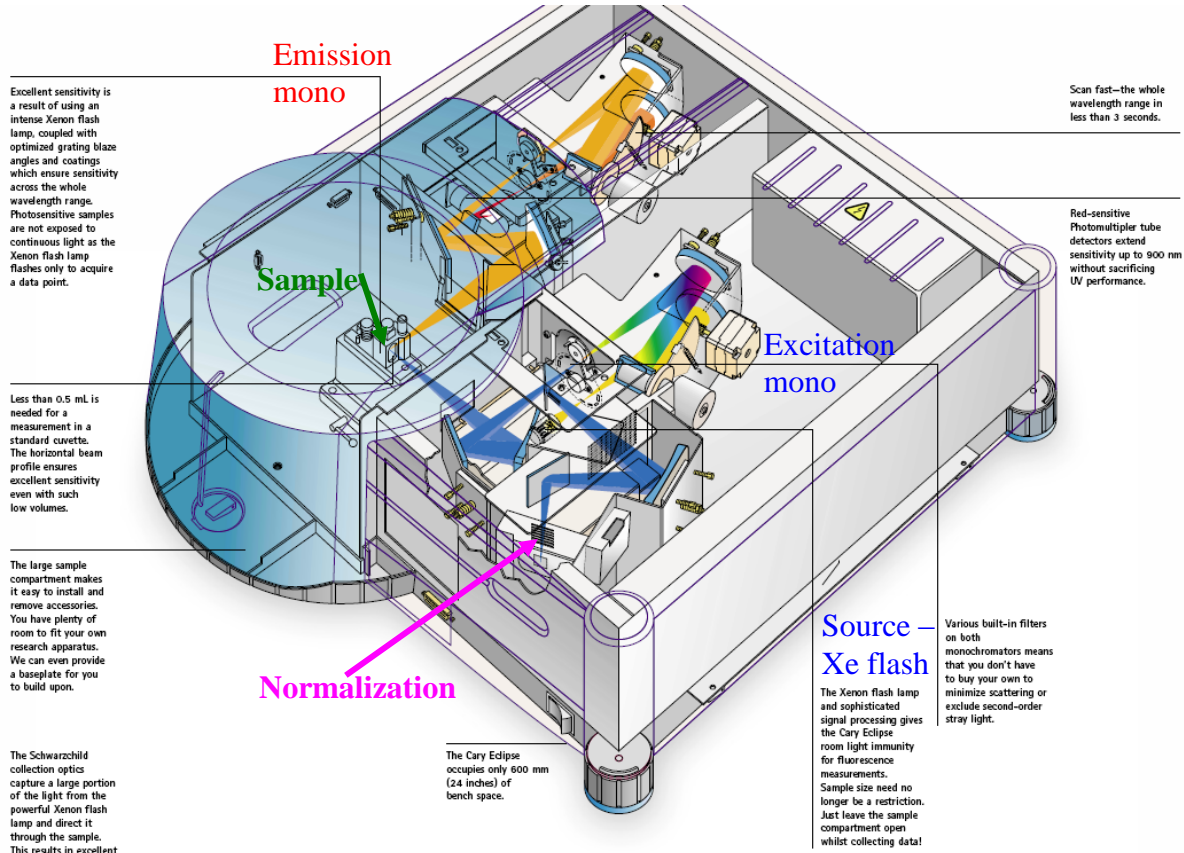 Emission
mono
Excellent sensitivity is
a result of using an
intense Xenon flash
lamp, coupled with
optimized grating blaze
angles and coatings
which ensure sensitivity
across the whole
wavelength range.
Photosensitive samples
are not exposed to
continuous light as the
Xenon flash lamp
flashes only to acquire
a data point.
Scan fast—the whole
wavelength range in
less than 3 seconds.
Red-sensitive
Photomultipler tube
detectors extend
sensitivity up to 900 nm
without sacrificing
UV performance.
Sample
Excitation
mono
Less than 0.5 mL is
needed for a
measurement in a
standard cuvette.
The horizontal beam
profile ensures
excellent sensitivity
even with such
low volumes.
The large sample
compartment makes
it easy to install and
remove accessories.
You have plenty of
room to fit your own
research apparatus.
We can even provide
a baseplate for you
to build upon.
Normalization
Source –
Xe flash
The Xenon flash lamp
and sophisticated
signal processing gives
the Cary Eclipse
room light immunity
for fluorescence
measurements.
Sample size need no
longer be a restriction.
Just leave the sample
compartment open
whilst collecting data!
Various built-in filters
on both
monochromators means
that you don't have
to buy your own to
minimize scattering or
exclude second-order
stray light.
The Cary Eclipse
occupies only 600 mm
(24 inches) of
bench space.
The Schwarzchild
collection optics
capture a large portion
of the light from the
powerful Xenon flash
lamp and direct it
through the sample.
This results in excellent